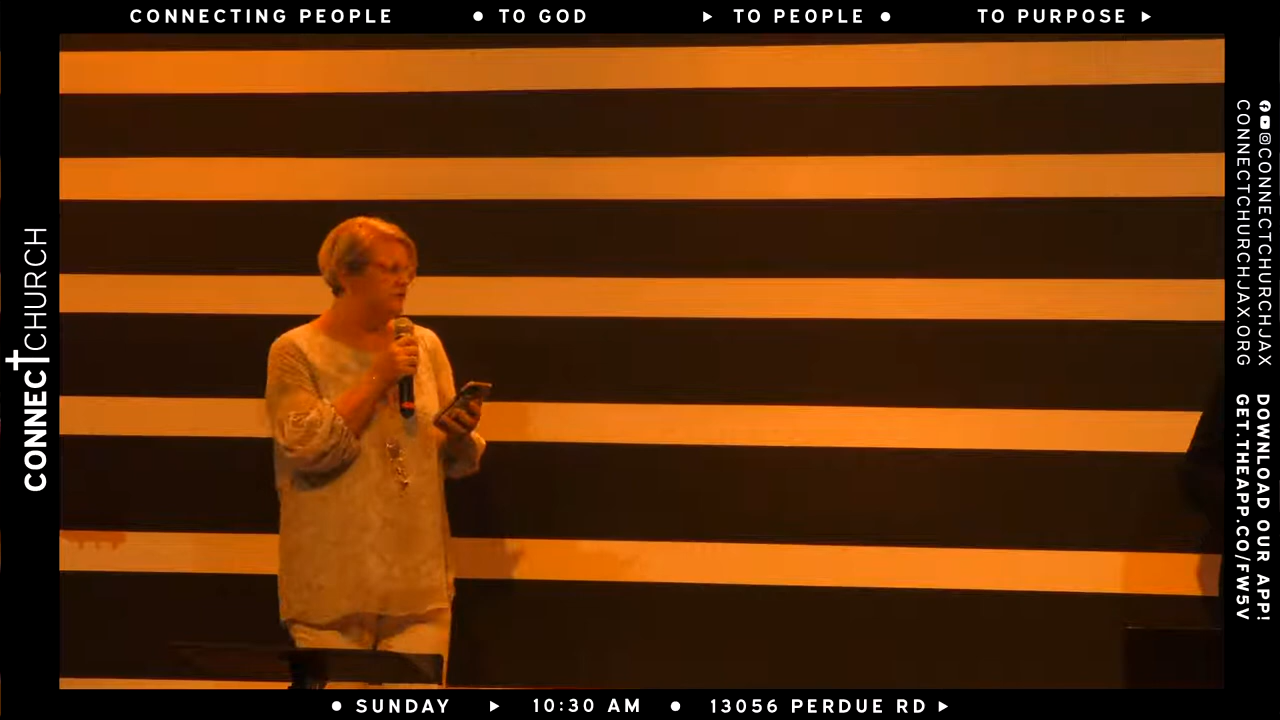 CONNECTING PEOPLE ● TO GOD ▶ TO PEOPLE ● TO PURPOSE ▶
CONNECTCHURCH
CONNECTCHURCHJAX
CONNECTCHURCHJAX.ORG
DOWNLOAD OUR APP!
GET.THEAPP.CO/FW5V
● SUNDAY ▶ 10:30 AM ● 13056 PERDUE RD ▶